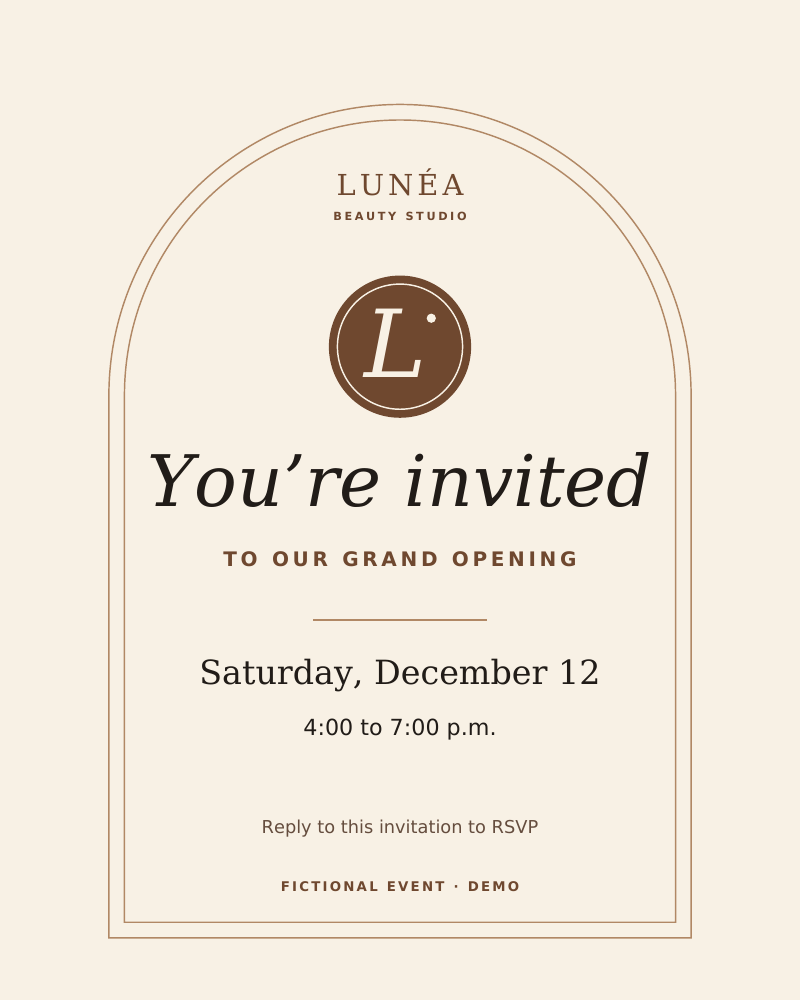 LUNÉA
BEAUTY STUDIO
L
You’re invited
TO OUR GRAND OPENING
Saturday, December 12
4:00 to 7:00 p.m.
Reply to this invitation to RSVP
FICTIONAL EVENT · DEMO